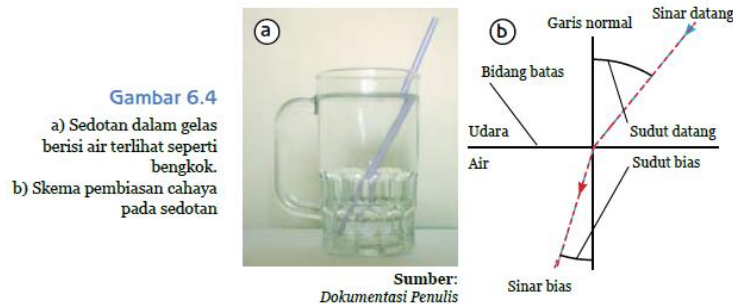 Gambar 6.4
a) Sedotan dalam gelas
berisi air terlihat seperti
bengkok.
b) Skema pembiasan cahaya
pada sedotan
a
Sumber:
Dokumentasi Penulis
b
Garis normal
Sinar datang
Bidang batas
Udara
Sudut datang
Air
Sudut bias
Sinar bias